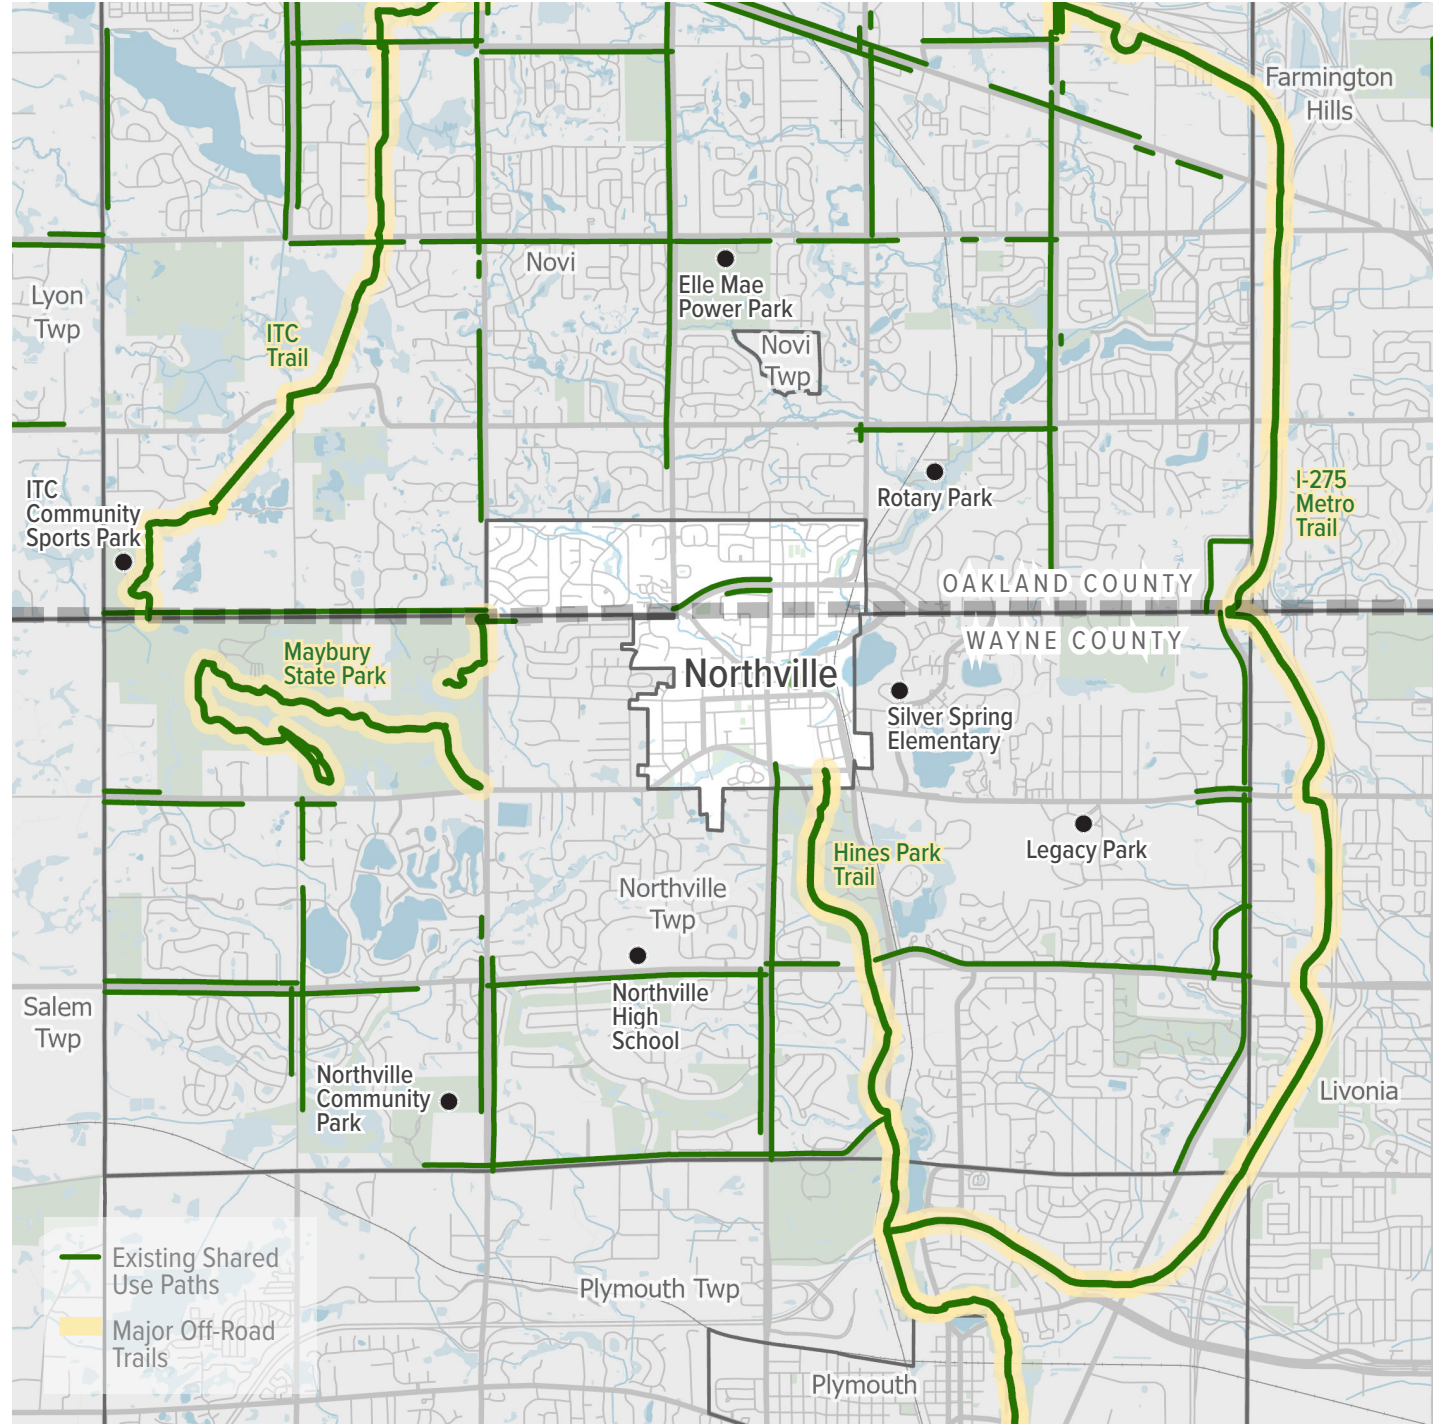 Farmington
Hills
Novi
Elle Mae
Power Park
Lyon
Twp
ITC
Trail
Novi
Twp
ITC
Community
Sports Park
Rotary Park
I-275
Metro
Trail
OAKLAND COUNTY
WAYNE COUNTY
Maybury
State Park
Northville
Silver Spring
Elementary
Hines Park
Trail
Legacy Park
Northville
Twp
Northville
High
School
Salem
Twp
Northville
Community
Park
Livonia
Existing Shared
Use Paths
Major Off-Road
Trails
Plymouth Twp
Plymouth